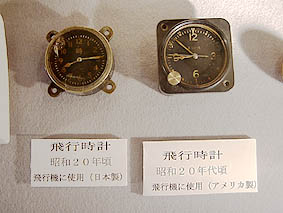 飛行時計
昭和２０年頃
飛行機に使用（日本製）
飛行時計
昭和２０年代頃
飛行機に使用（アメリカ製）